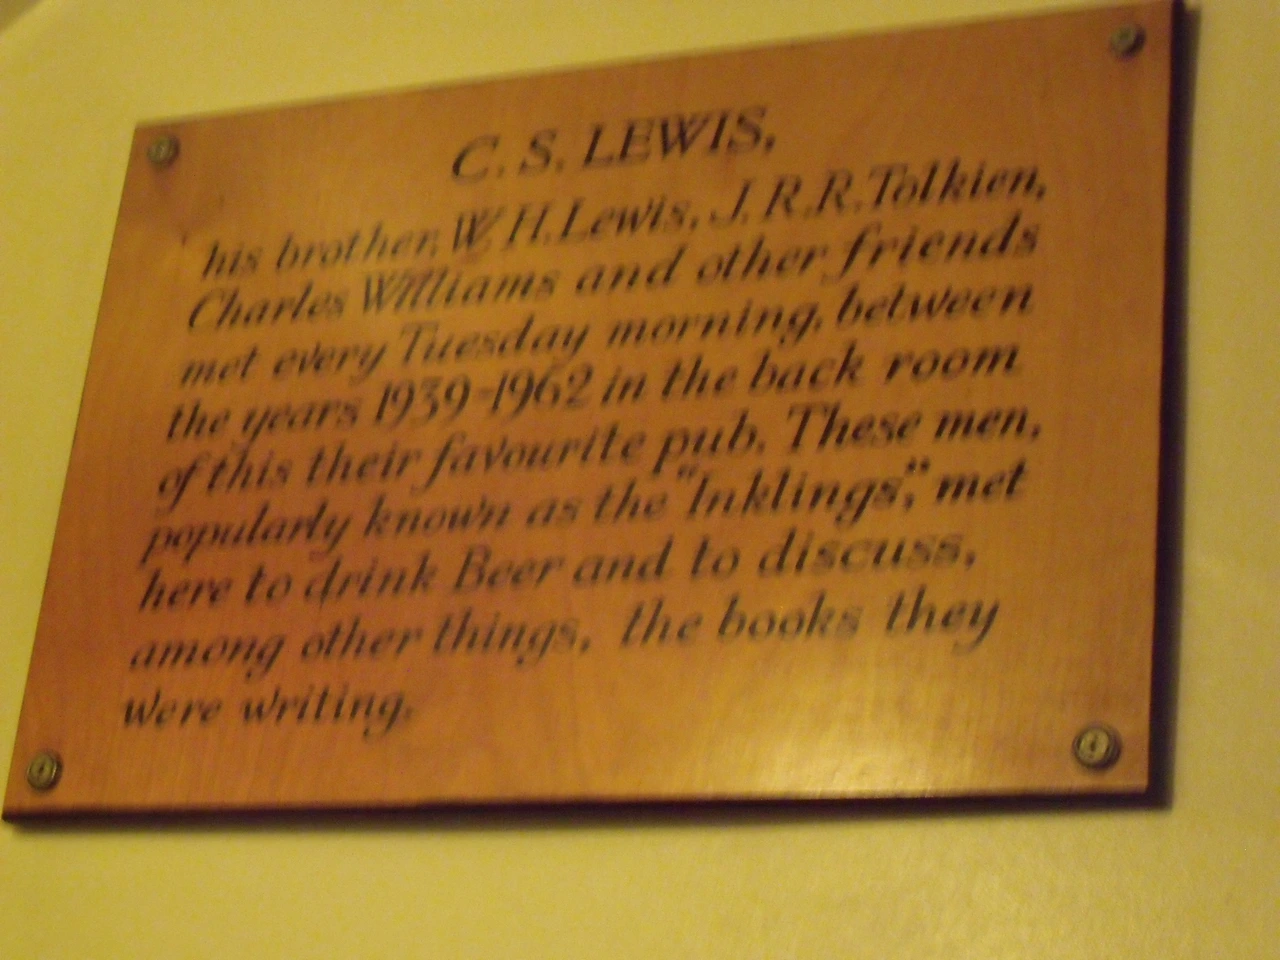 C. S. LEWIS,
his brother, W. H. Lewis, J. R. R. Tolkien,
Charles Williams and other friends
met every Tuesday morning, between
the years 1939-1962 in the back room
of this their favourite pub. These men,
popularly known as the "Inklings", met
here to drink Beer and to discuss,
among other things, the books they
were writing.